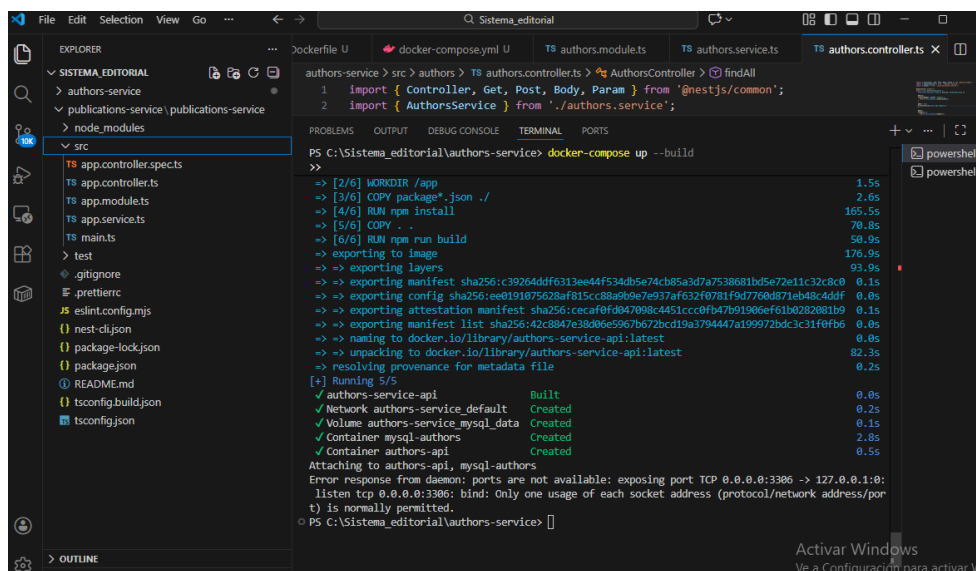 File Edit Selection View Go ··· Sistema_editorial
EXPLORER ···
SISTEMA_EDITORIAL
authors-service
publications-service\publications-service
node_modules
src
TS app.controller.spec.ts
TS app.controller.ts
TS app.module.ts
TS app.service.ts
TS main.ts
test
.gitignore
.prettierrc
JS eslint.config.mjs
{} nest-cli.json
{} package-lock.json
{} package.json
README.md
{} tsconfig.build.json
TS tsconfig.json
OUTLINE
10K
Dockerfile U docker-compose.yml U TS authors.module.ts TS authors.service.ts TS authors.controller.ts
authors-service > src > authors > TS authors.controller.ts > AuthorsController > findAll
1 import { Controller, Get, Post, Body, Param } from '@nestjs/common';
2 import { AuthorsService } from './authors.service';
PROBLEMS OUTPUT DEBUG CONSOLE TERMINAL PORTS
powershel
powershel
PS C:\Sistema_editorial\authors-service> docker-compose up --build
>>
=> [2/6] WORKDIR /app 1.5s
=> [3/6] COPY package*.json ./ 2.6s
=> [4/6] RUN npm install 165.5s
=> [5/6] COPY . . 70.8s
=> [6/6] RUN npm run build 50.9s
=> exporting to image 176.9s
=> => exporting layers 93.9s
=> => exporting manifest sha256:c39264ddf6313ee44f534db5e74cb85a3d7a7538681bd5e72e11c32c8c0 0.1s
=> => exporting config sha256:ee0191075628af815cc88a9b9e7e937af632f0781f9d7760d871eb48c4ddf 0.0s
=> => exporting attestation manifest sha256:cecaf0fd047098c4451ccc0fb47b91906ef61b0282081b9 0.1s
=> => exporting manifest list sha256:42c8847e38d06e5967b672bcd19a3794447a199972bdc3c31f0fb6 0.0s
=> => naming to docker.io/library/authors-service-api:latest 0.0s
=> => unpacking to docker.io/library/authors-service-api:latest 82.3s
=> resolving provenance for metadata file 0.2s
[+] Running 5/5
✓ authors-service-api Built 0.0s
✓ Network authors-service_default Created 0.2s
✓ Volume authors-service_mysql_data Created 0.1s
✓ Container mysql-authors Created 2.8s
✓ Container authors-api Created 0.5s
Attaching to authors-api, mysql-authors
Error response from daemon: ports are not available: exposing port TCP 0.0.0.0:3306 -> 127.0.0.1:0:
listen tcp 0.0.0.0:3306: bind: Only one usage of each socket address (protocol/network address/por
t) is normally permitted.
PS C:\Sistema_editorial\authors-service>
Activar Windows
Ve a Configuración para activar